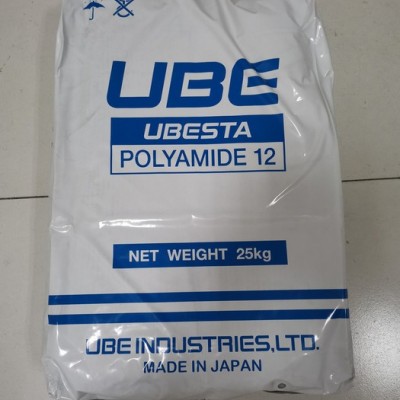 UBE
UBESTA
POLYAMIDE 12
NET WEIGHT 25kg
UBE INDUSTRIES,LTD.
MADE IN JAPAN